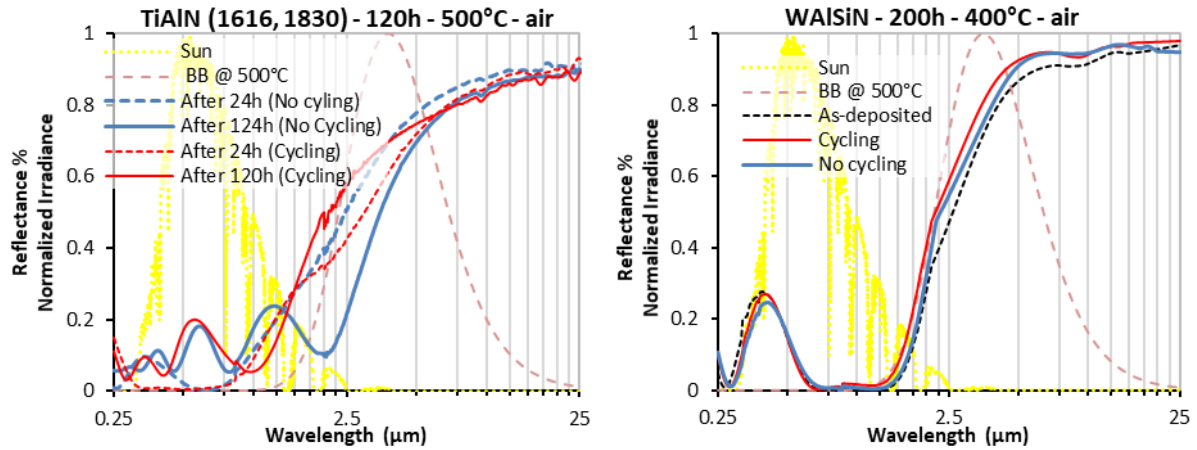 TiAlN (1616, 1830) - 120h - 500°C - air
Reflectance %
Normalized Irradiance
1
0.8
0.6
0.4
0.2
0
Sun
BB @ 500°C
After 24h (No cyling)
After 124h (No Cycling)
After 24h (Cycling)
After 120h (Cycling)
0.25
2.5
25
Wavelength (µm)
WAlSiN - 200h - 400°C - air
Reflectance %
Normalized Irradiance
1
0.8
0.6
0.4
0.2
0
Sun
BB @ 500°C
As-deposited
Cycling
No cycling
0.25
2.5
25
Wavelength (µm)